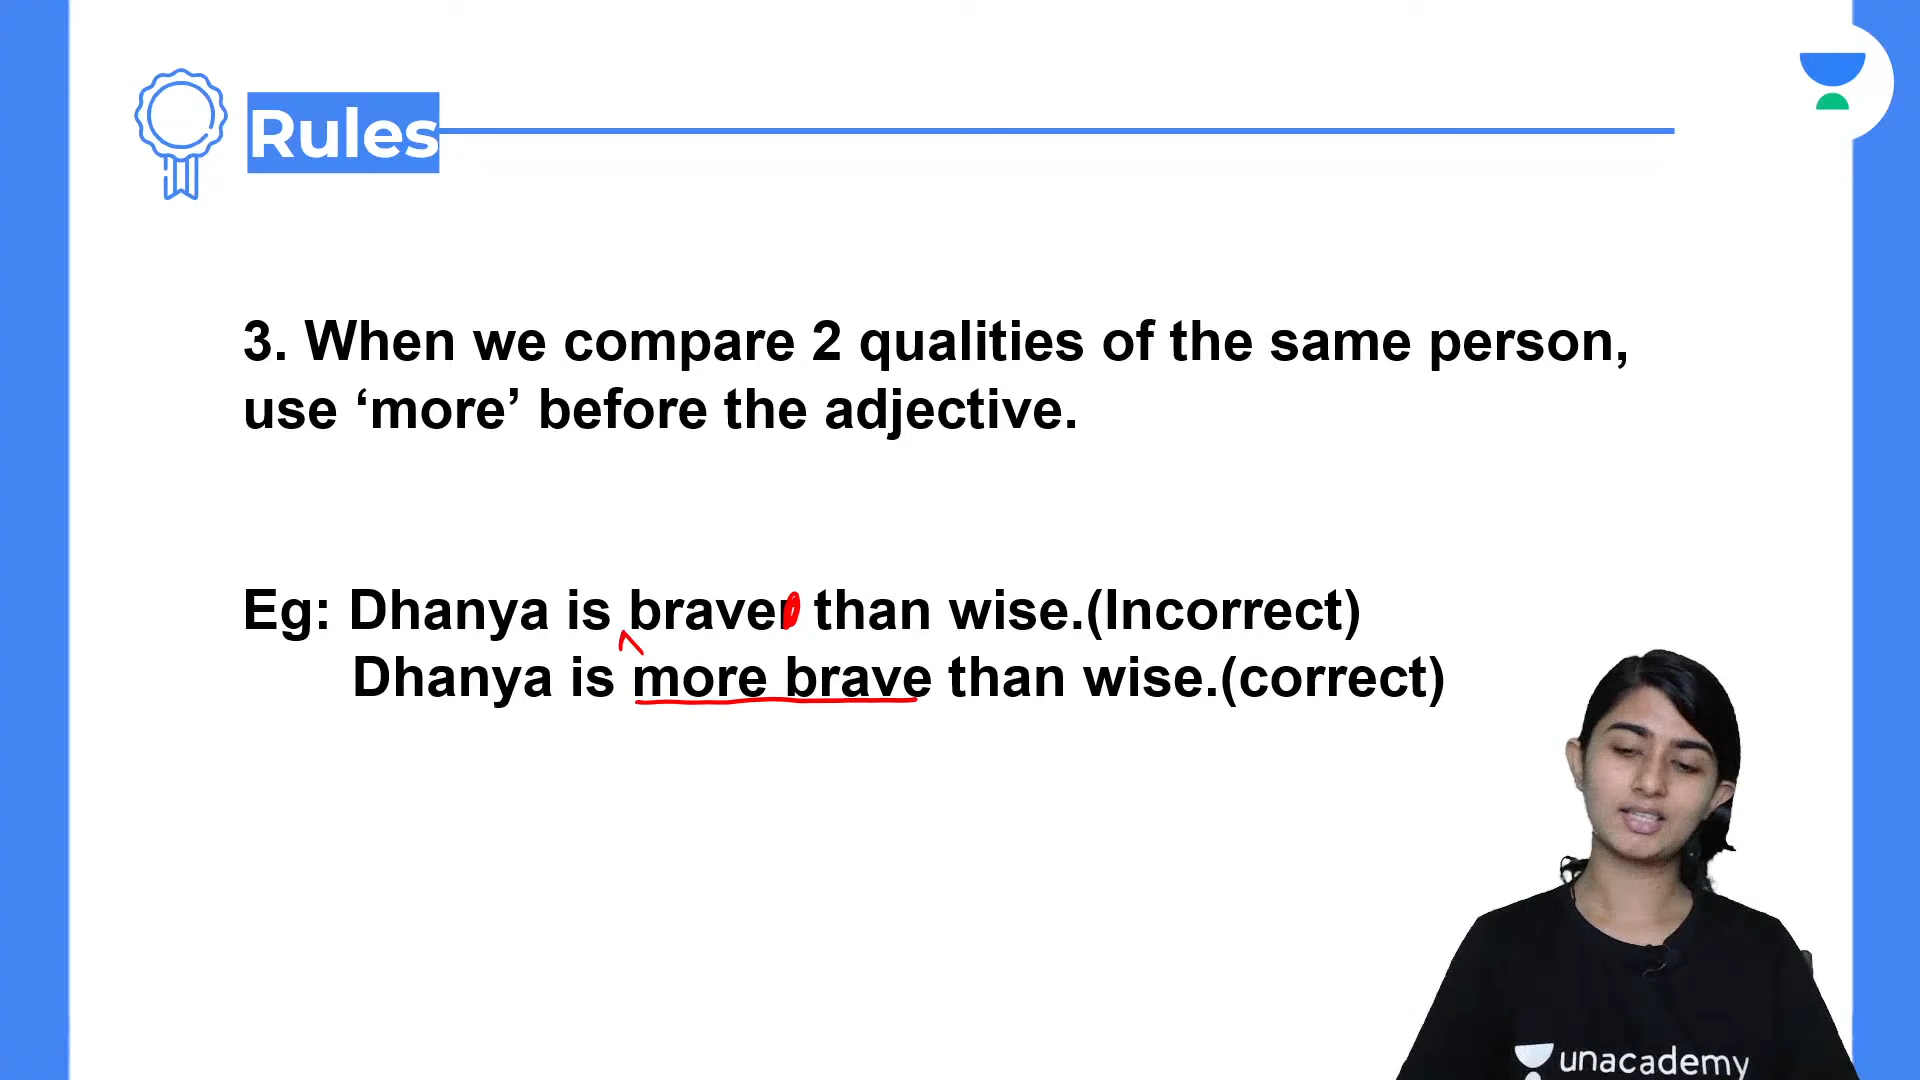 Rules
3. When we compare 2 qualities of the same person,
use ‘more’ before the adjective.
Eg: Dhanya is braver than wise.(Incorrect)
Dhanya is more brave than wise.(correct)
unacademy